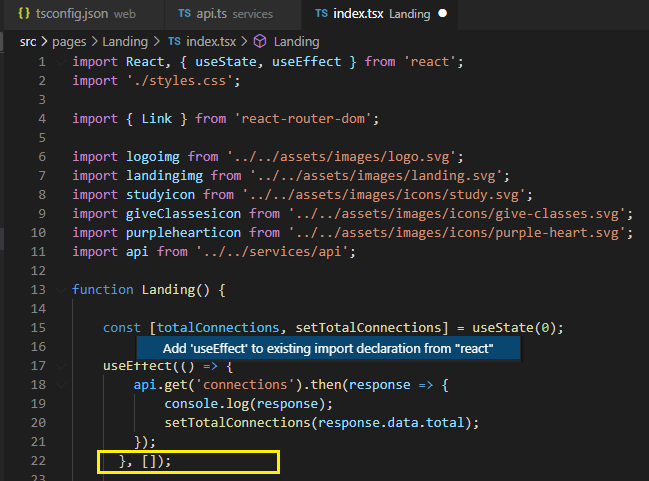 {} tsconfig.json web TS api.ts services TS index.tsx Landing
src > pages > Landing > TS index.tsx > Landing
1 import React, { useState, useEffect } from 'react';
2 import './styles.css';
3
4 import { Link } from 'react-router-dom';
5
6 import logoimg from '../../assets/images/logo.svg';
7 import landingimg from '../../assets/images/landing.svg';
8 import studyicon from '../../assets/images/icons/study.svg';
9 import giveClassesicon from '../../assets/images/icons/give-classes.svg';
10 import purplehearticon from '../../assets/images/icons/purple-heart.svg';
11 import api from '../../services/api';
12
13 function Landing() {
14
15 const [totalConnections, setTotalConnections] = useState(0);
16 Add 'useEffect' to existing import declaration from "react"
17 useEffect(() => {
18 api.get('connections').then(response => {
19 console.log(response);
20 setTotalConnections(response.data.total);
21 });
22 }, []);
23